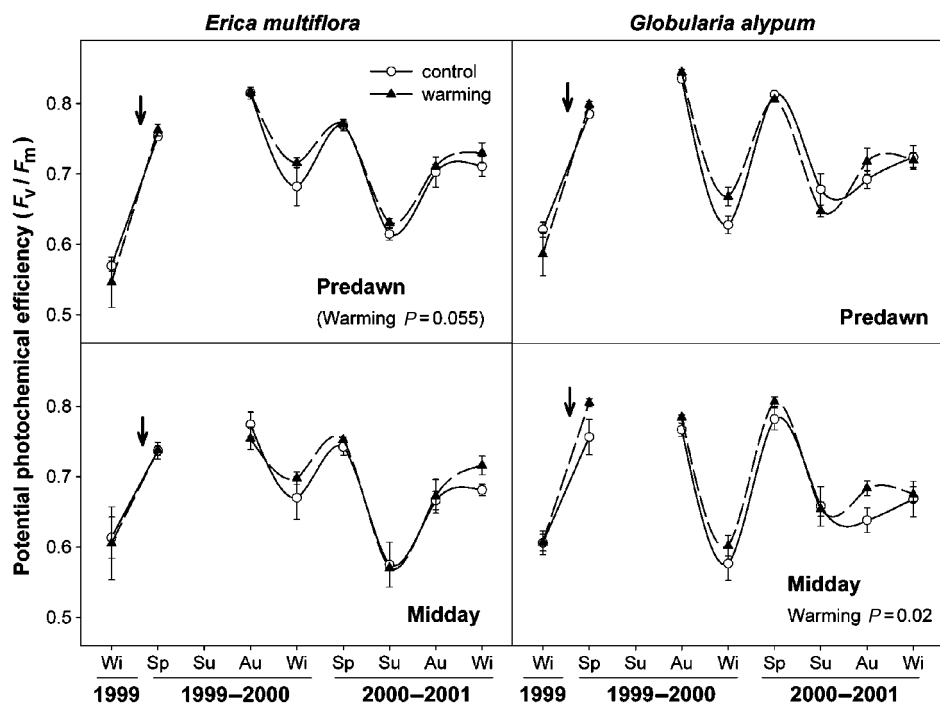 Erica multiflora
Globularia alypum
Potential photochemical efficiency (Fv / Fm)
control
warming
0.8
0.7
0.6
0.5
Predawn
(Warming P = 0.055)
Predawn
0.8
0.7
0.6
0.5
Midday
Midday
Warming P = 0.02
Wi Sp Su Au Wi Sp Su Au Wi
Wi Sp Su Au Wi Sp Su Au Wi
1999 1999–2000 2000–2001
1999 1999–2000 2000–2001